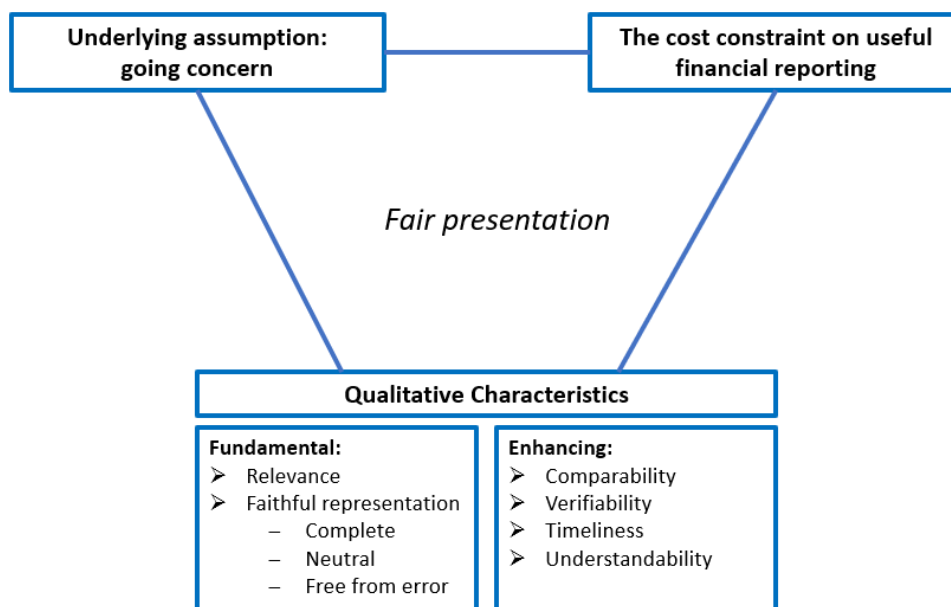 Underlying assumption:
going concern
The cost constraint on useful
financial reporting
Fair presentation
Qualitative Characteristics
Fundamental:
➢ Relevance
➢ Faithful representation
– Complete
– Neutral
– Free from error
Enhancing:
➢ Comparability
➢ Verifiability
➢ Timeliness
➢ Understandability